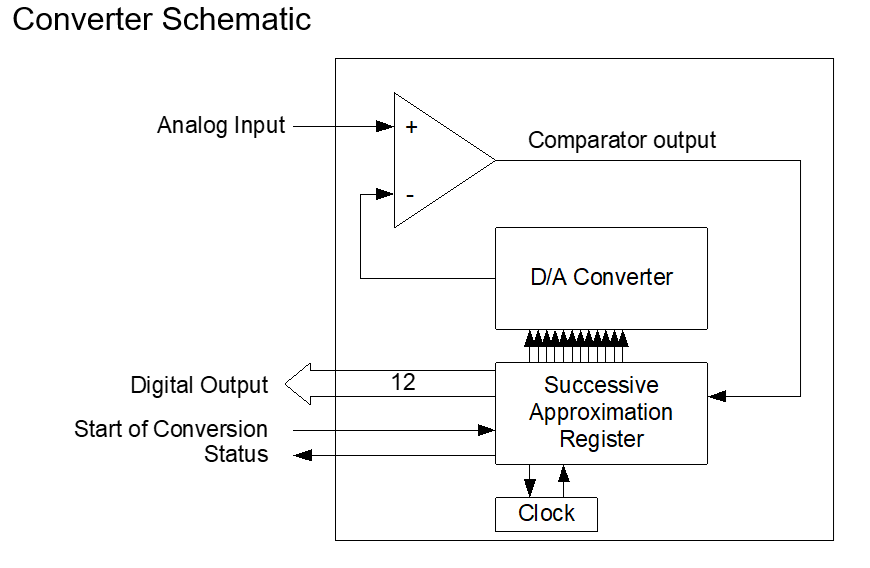 Converter Schematic
Analog Input
+
Comparator output
-
D/A Converter
Digital Output
12
Successive
Approximation
Register
Start of Conversion
Status
Clock